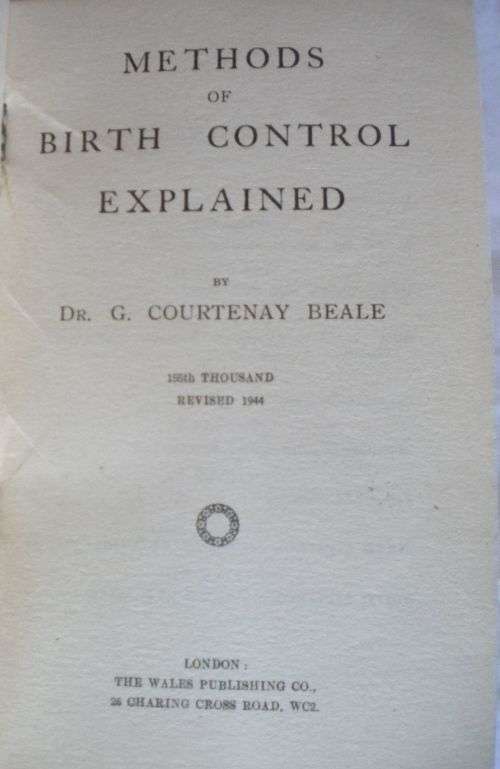 METHODS
OF
BIRTH CONTROL
EXPLAINED
BY
DR. G. COURTENAY BEALE
195th THOUSAND
REVISED 1944
LONDON:
THE WALES PUBLISHING CO.,
26 CHARING CROSS ROAD, WC2.